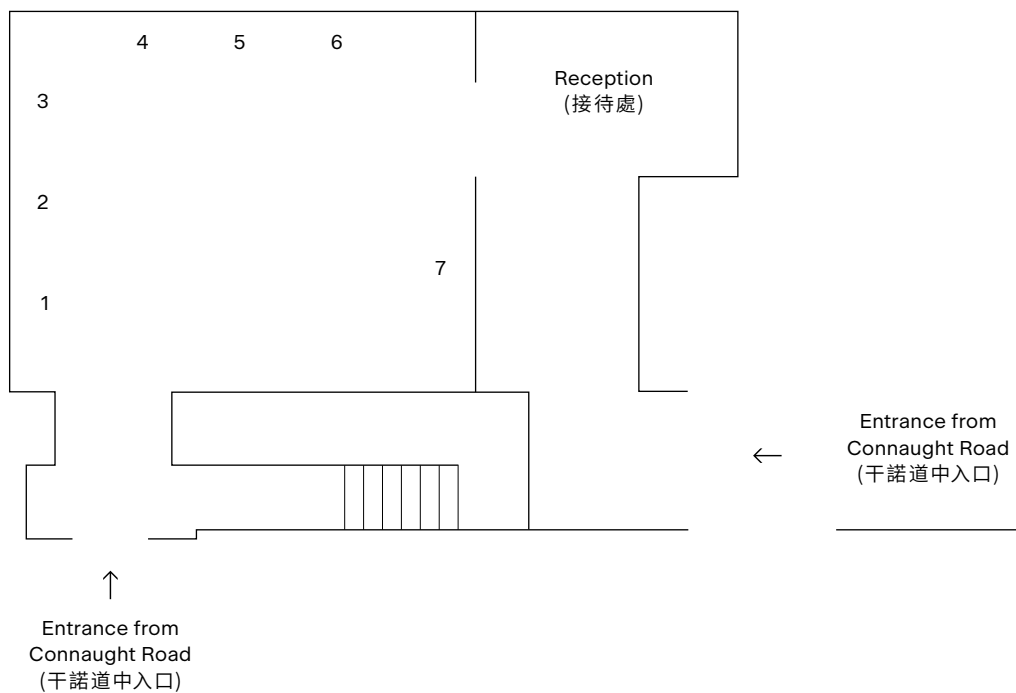 4 5 6
Reception
(接待處)
3
2
7
1
Entrance from
Connaught Road
(干諾道中入口)
Entrance from
Connaught Road
(干諾道中入口)